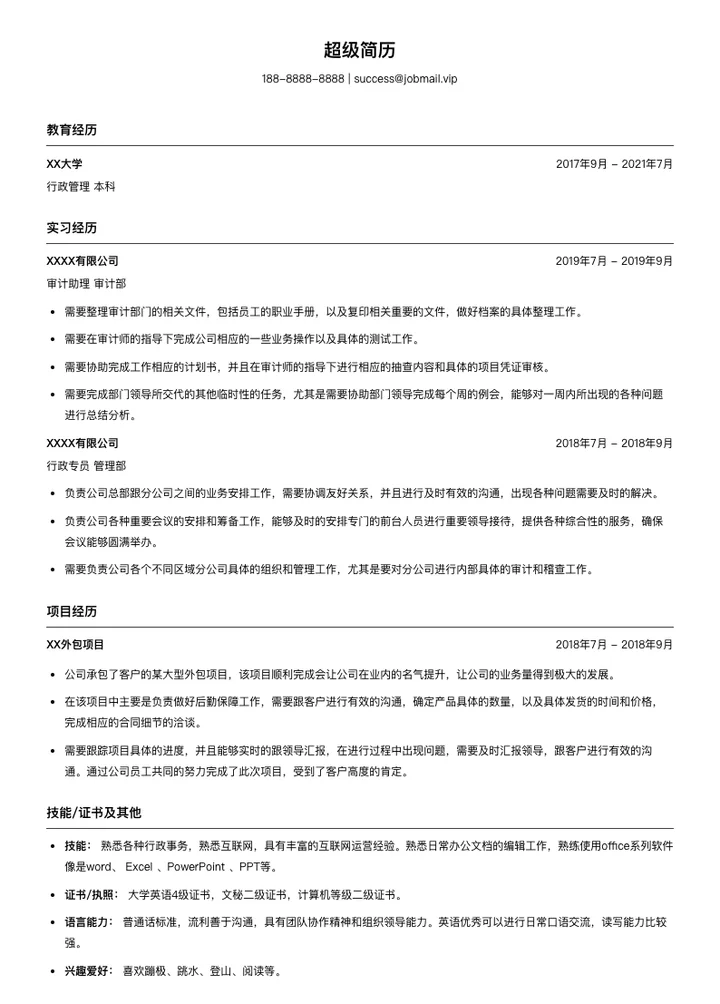 超级简历
188-8888-8888 | success@jobmail.vip
教育经历
XX大学 2017年9月 – 2021年7月
行政管理 本科
实习经历
XXXX有限公司 2019年7月 – 2019年9月
审计助理 审计部
• 需要整理审计部门的相关文件，包括员工的职业手册，以及复印相关重要的文件，做好档案的具体整理工作。
• 需要在审计师的指导下完成公司相应的一些业务操作以及具体的测试工作。
• 需要协助完成工作相应的计划书，并且在审计师的指导下进行相应的抽查内容和具体的项目凭证审核。
• 需要完成部门领导所交代的其他临时性的任务，尤其是需要协助部门领导完成每个周的例会，能够对一周内所出现的各种问题
进行总结分析。
XXXX有限公司 2018年7月 – 2018年9月
行政专员 管理部
• 负责公司总部跟分公司之间的业务安排工作，需要协调友好关系，并且进行及时有效的沟通，出现各种问题需要及时的解决。
• 负责公司各种重要会议的安排和筹备工作，能够及时的安排专门的前台人员进行重要领导接待，提供各种综合性的服务，确保
会议能够圆满举办。
• 需要负责公司各个不同区域分公司具体的组织和管理工作，尤其是要对分公司进行内部具体的审计和稽查工作。
项目经历
XX外包项目 2018年7月 – 2018年9月
• 公司承包了客户的某大型外包项目，该项目顺利完成会让公司在业内的名气提升，让公司的业务量得到极大的发展。
• 在该项目中主要是负责做好后勤保障工作，需要跟客户进行有效的沟通，确定产品具体的数量，以及具体发货的时间和价格，
完成相应的合同细节的洽谈。
• 需要跟踪项目具体的进度，并且能够实时的跟领导汇报，在进行过程中出现问题，需要及时汇报领导，跟客户进行有效的沟
通。通过公司员工共同的努力完成了此次项目，受到了客户高度的肯定。
技能/证书及其他
• 技能： 熟悉各种行政事务，熟悉互联网，具有丰富的互联网运营经验。熟悉日常办公文档的编辑工作，熟练使用office系列软件
像是word、 Excel 、PowerPoint 、PPT等。
• 证书/执照： 大学英语4级证书，文秘二级证书，计算机等级二级证书。
• 语言能力： 普通话标准，流利善于沟通，具有团队协作精神和组织领导能力。英语优秀可以进行日常口语交流，读写能力比较
强。
• 兴趣爱好： 喜欢蹦极、跳水、登山、阅读等。